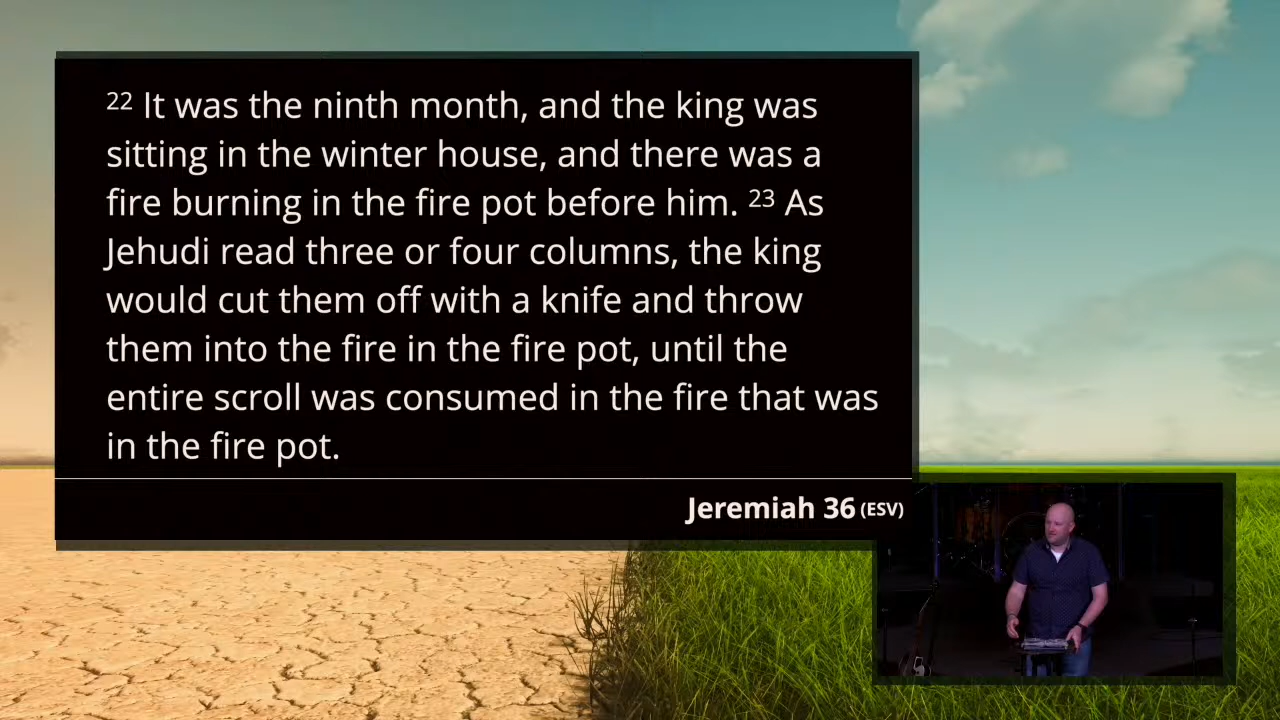 22 It was the ninth month, and the king was
sitting in the winter house, and there was a
fire burning in the fire pot before him. 23 As
Jehudi read three or four columns, the king
would cut them off with a knife and throw
them into the fire in the fire pot, until the
entire scroll was consumed in the fire that was
in the fire pot.
Jeremiah 36 (ESV)